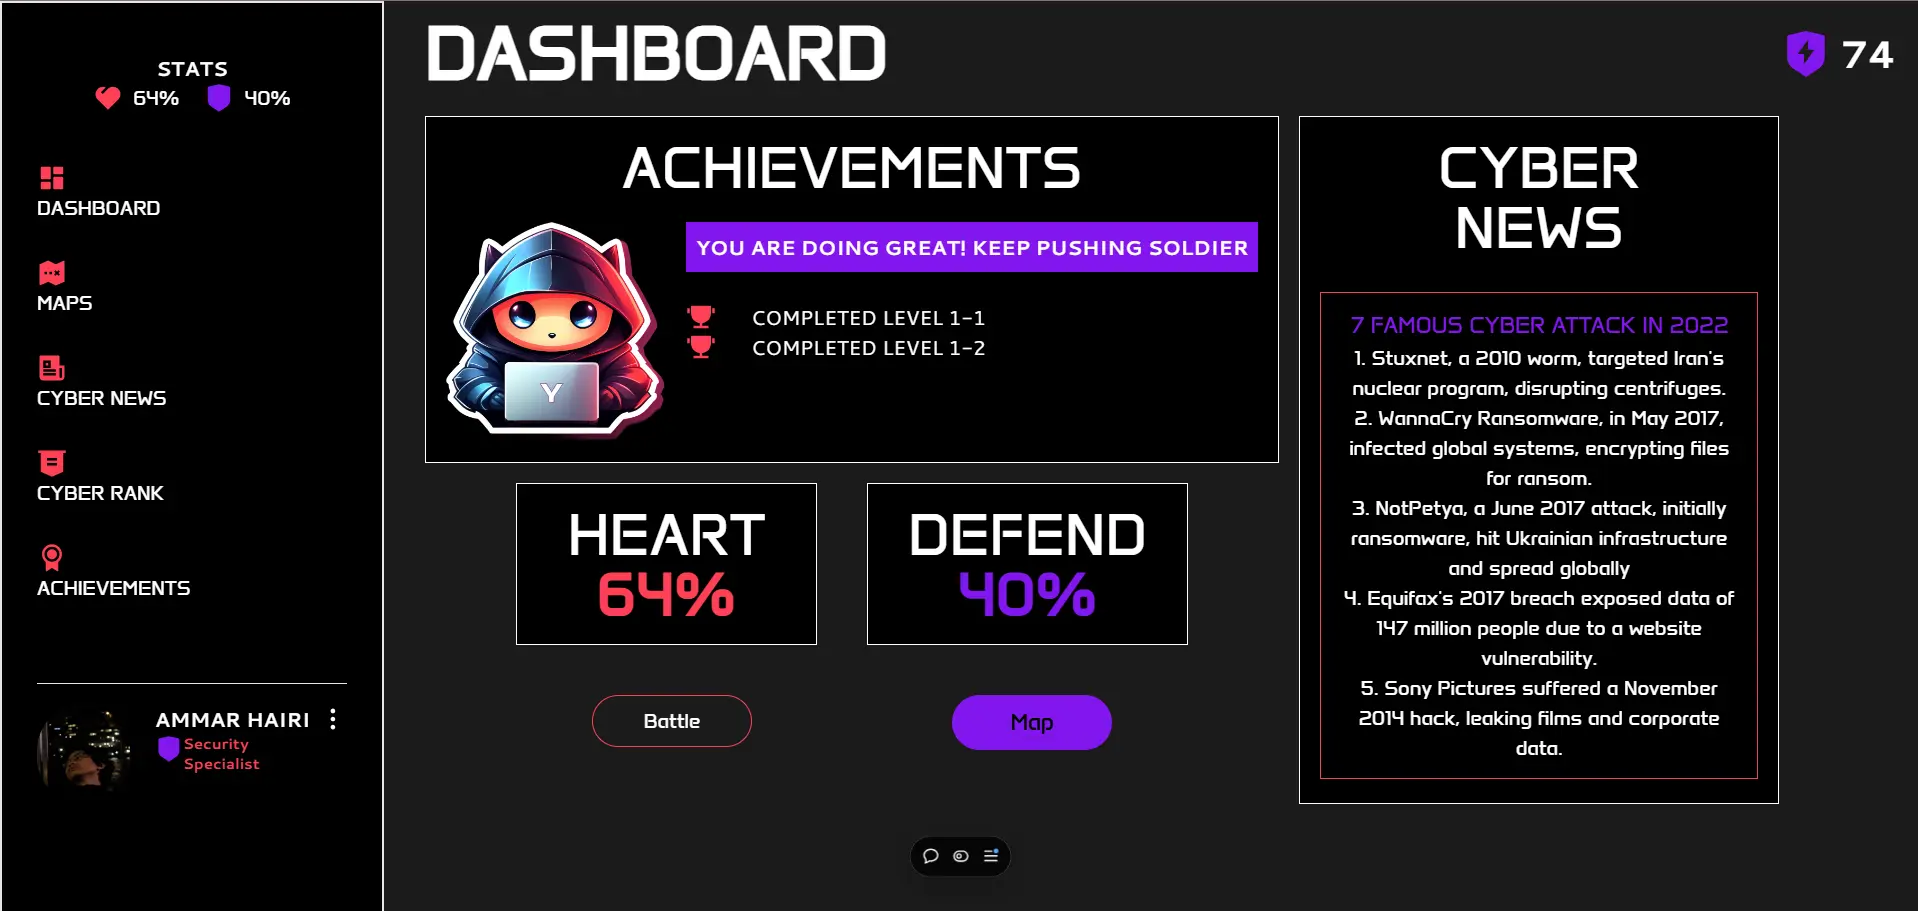 STATS
64% 40%
DASHBOARD
MAPS
CYBER NEWS
CYBER RANK
ACHIEVEMENTS
AMMAR HAIRI
Security
Specialist
DASHBOARD
74
ACHIEVEMENTS
YOU ARE DOING GREAT! KEEP PUSHING SOLDIER
COMPLETED LEVEL 1-1
COMPLETED LEVEL 1-2
Y
HEART
64%
DEFEND
40%
Battle
Map
CYBER
NEWS
7 FAMOUS CYBER ATTACK IN 2022
1. Stuxnet, a 2010 worm, targeted Iran's
nuclear program, disrupting centrifuges.
2. WannaCry Ransomware, in May 2017,
infected global systems, encrypting files
for ransom.
3. NotPetya, a June 2017 attack, initially
ransomware, hit Ukrainian infrastructure
and spread globally
4. Equifax's 2017 breach exposed data of
147 million people due to a website
vulnerability.
5. Sony Pictures suffered a November
2014 hack, leaking films and corporate
data.